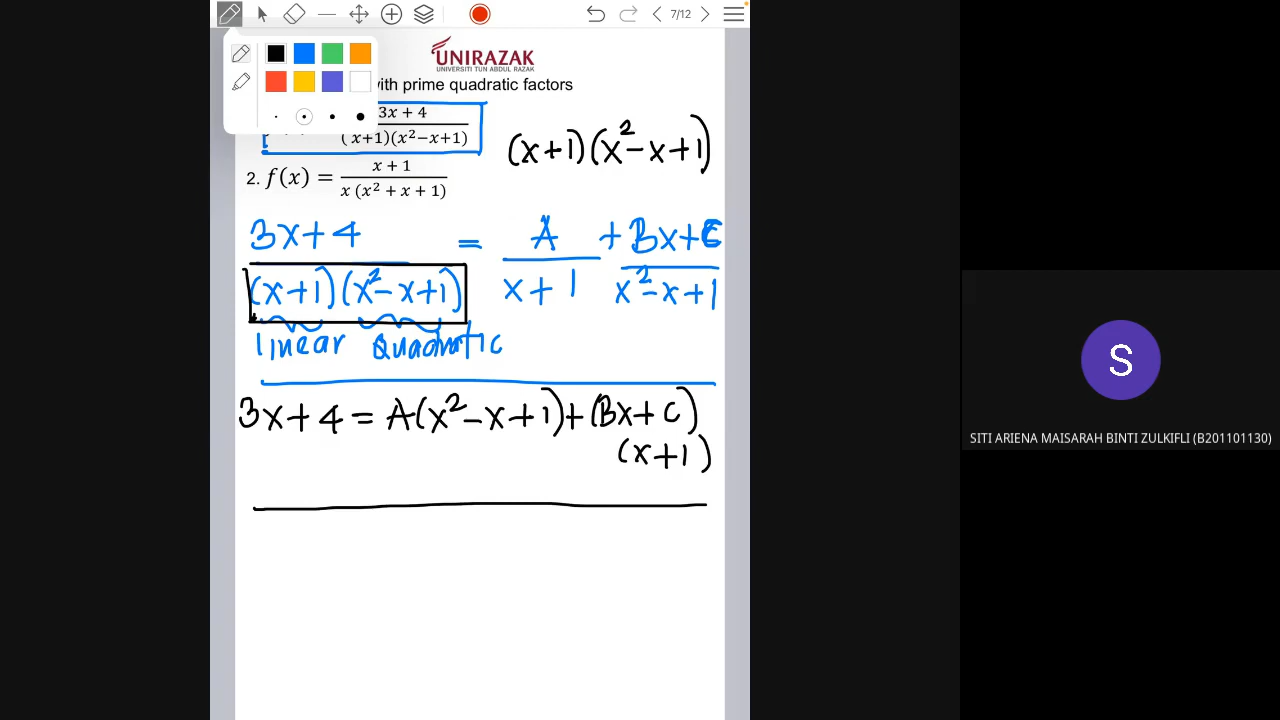 7/12
UNIRAZAK
UNIVERSITI TUN ABDUL RAZAK
with prime quadratic factors
3x + 4
(x+1)(x²−x+1)
(x+1)(x²−x+1)
2. f(x) = x + 1 / x (x² + x + 1)
3x+4 / (x+1)(x²−x+1) = A / x+1 + Bx+C / x²−x+1
linear quadratic
3x+4 = A(x²−x+1)+(Bx+C)
(x+1)
S
SITI ARIENA MAISARAH BINTI ZULKIFLI (B201101130)